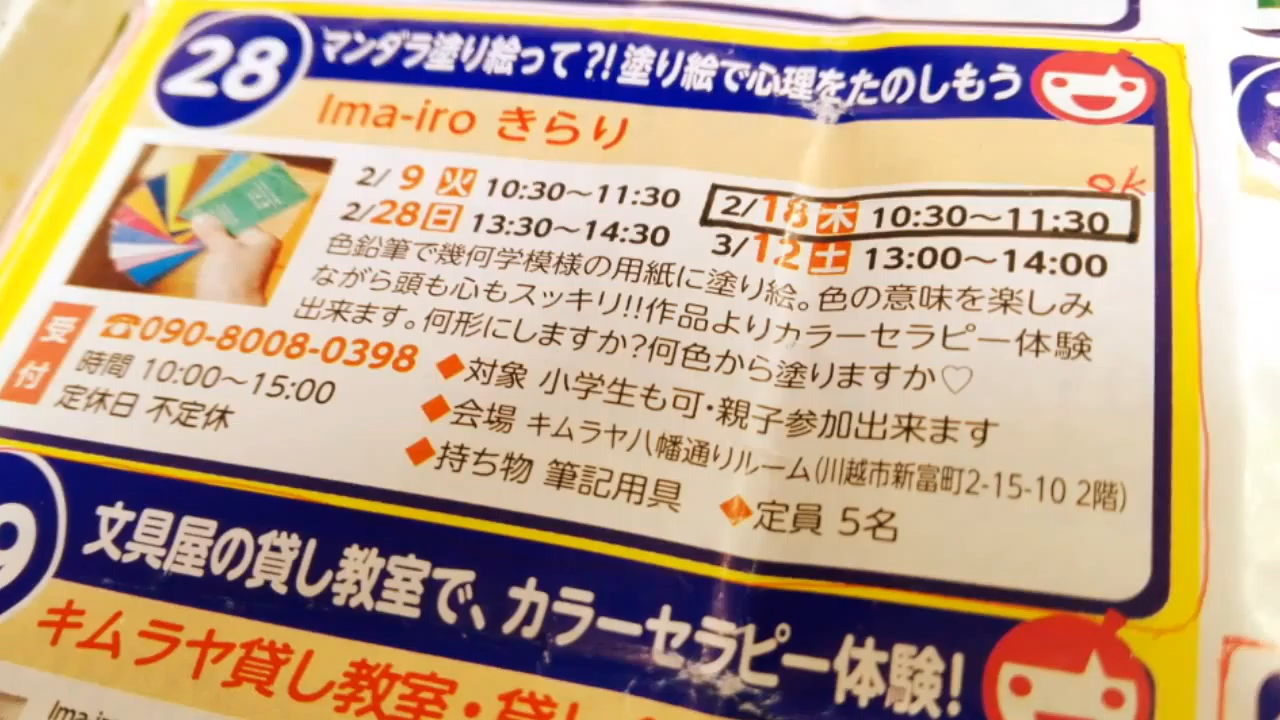 28 マンダラ塗り絵って?!塗り絵で心理をたのしもう
Ima-iro きらり
ok
2/9 火 10:30～11:30
2/18 木 10:30～11:30
2/28 日 13:30～14:30
3/12 土 13:00～14:00
色鉛筆で幾何学模様の用紙に塗り絵。色の意味を楽しみ
ながら頭も心もスッキリ!!作品よりカラーセラピー体験
出来ます。何形にしますか?何色から塗りますか♡
受付
☎090-8008-0398
時間 10:00～15:00
定休日 不定休
◆対象 小学生も可・親子参加出来ます
◆会場 キムラヤ八幡通りルーム(川越市新富町2-15-10 2階)
◆持ち物 筆記用具
◆定員 5名
9 文具屋の貸し教室で、カラーセラピー体験!
キムラヤ貸し教室・貸し